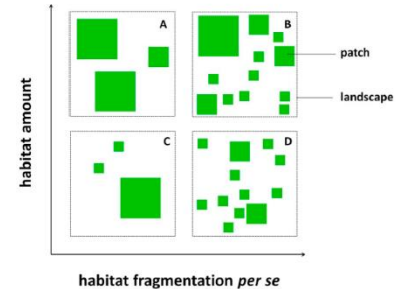 A
B
patch
landscape
C
D
habitat amount
habitat fragmentation per se